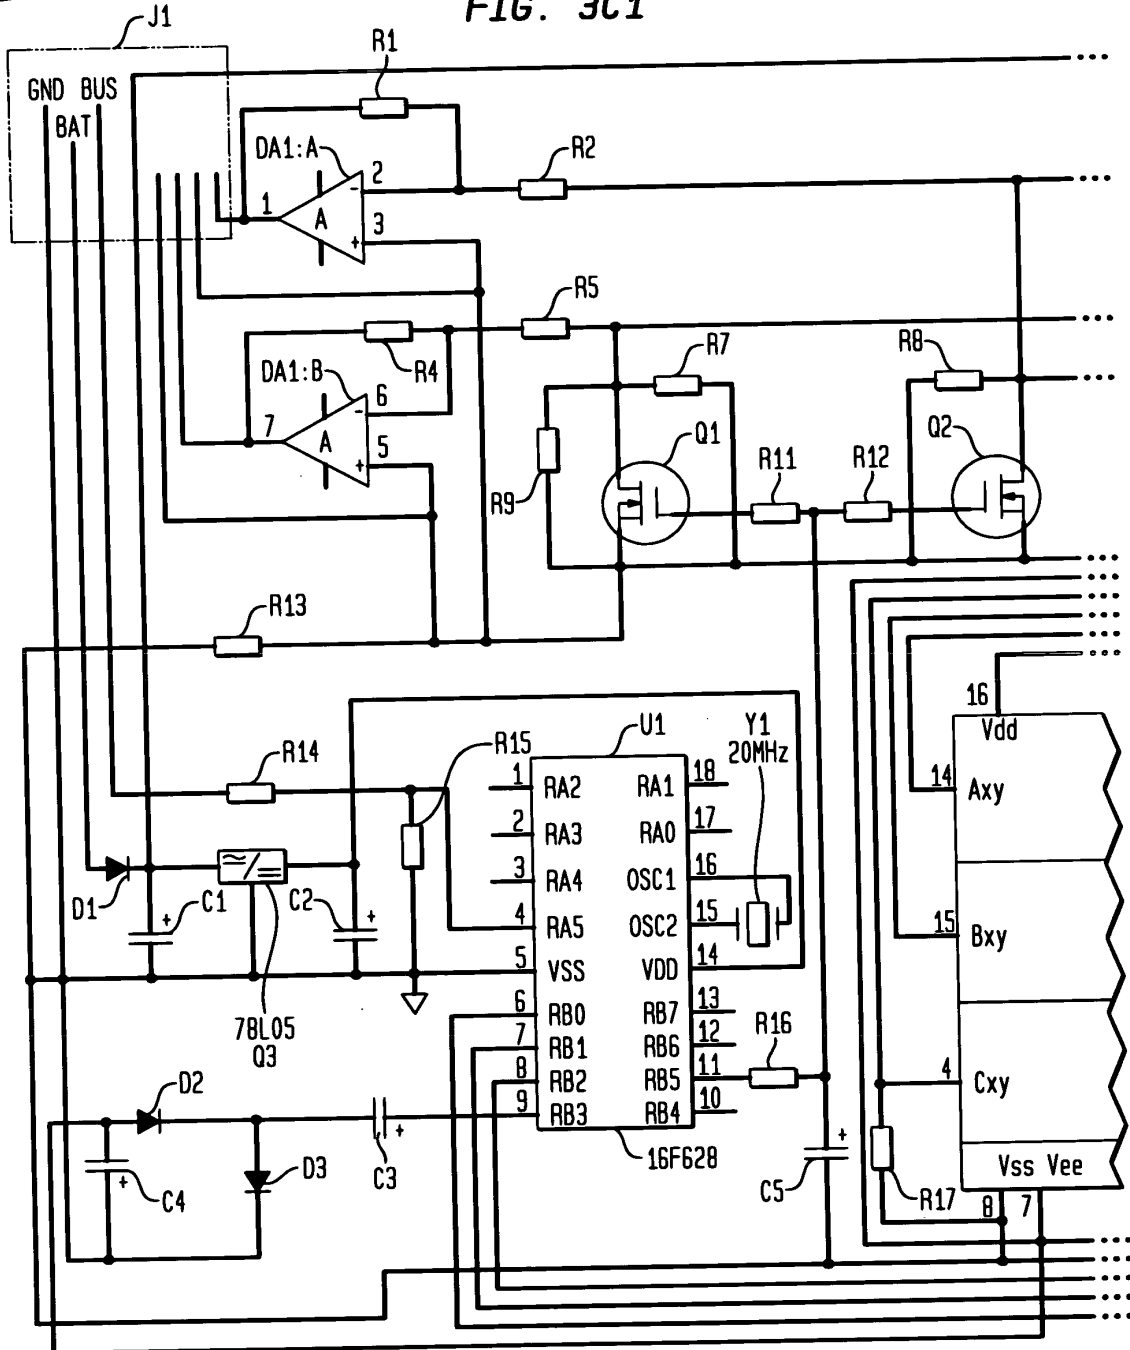 FIG. 3C1
J1
GND BUS
BAT
R1
DA1:A
2
1
A
3
-
+
R2
R5
R4
DA1:B
6
7
A
5
-
+
R7
R8
R9
Q1
R11
R12
Q2
R13
16
Vdd
14 Axy
15 Bxy
4 Cxy
Vss Vee
8 7
R14
R15
U1
Y1
20MHz
1 RA2
2 RA3
3 RA4
4 RA5
5 VSS
6 RB0
7 RB1
8 RB2
9 RB3
RA1 18
RA0 17
OSC1 16
OSC2 15
VDD 14
RB7 13
RB6 12
RB5 11
RB4 10
16F628
D1
C1
+
C2
+
78L05
Q3
R16
D2
D3
C3
+
C4
+
C5
+
R17